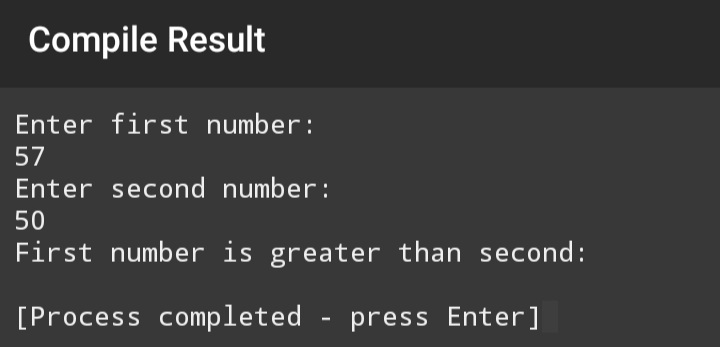 Compile Result
Enter first number:
57
Enter second number:
50
First number is greater than second:
[Process completed - press Enter]